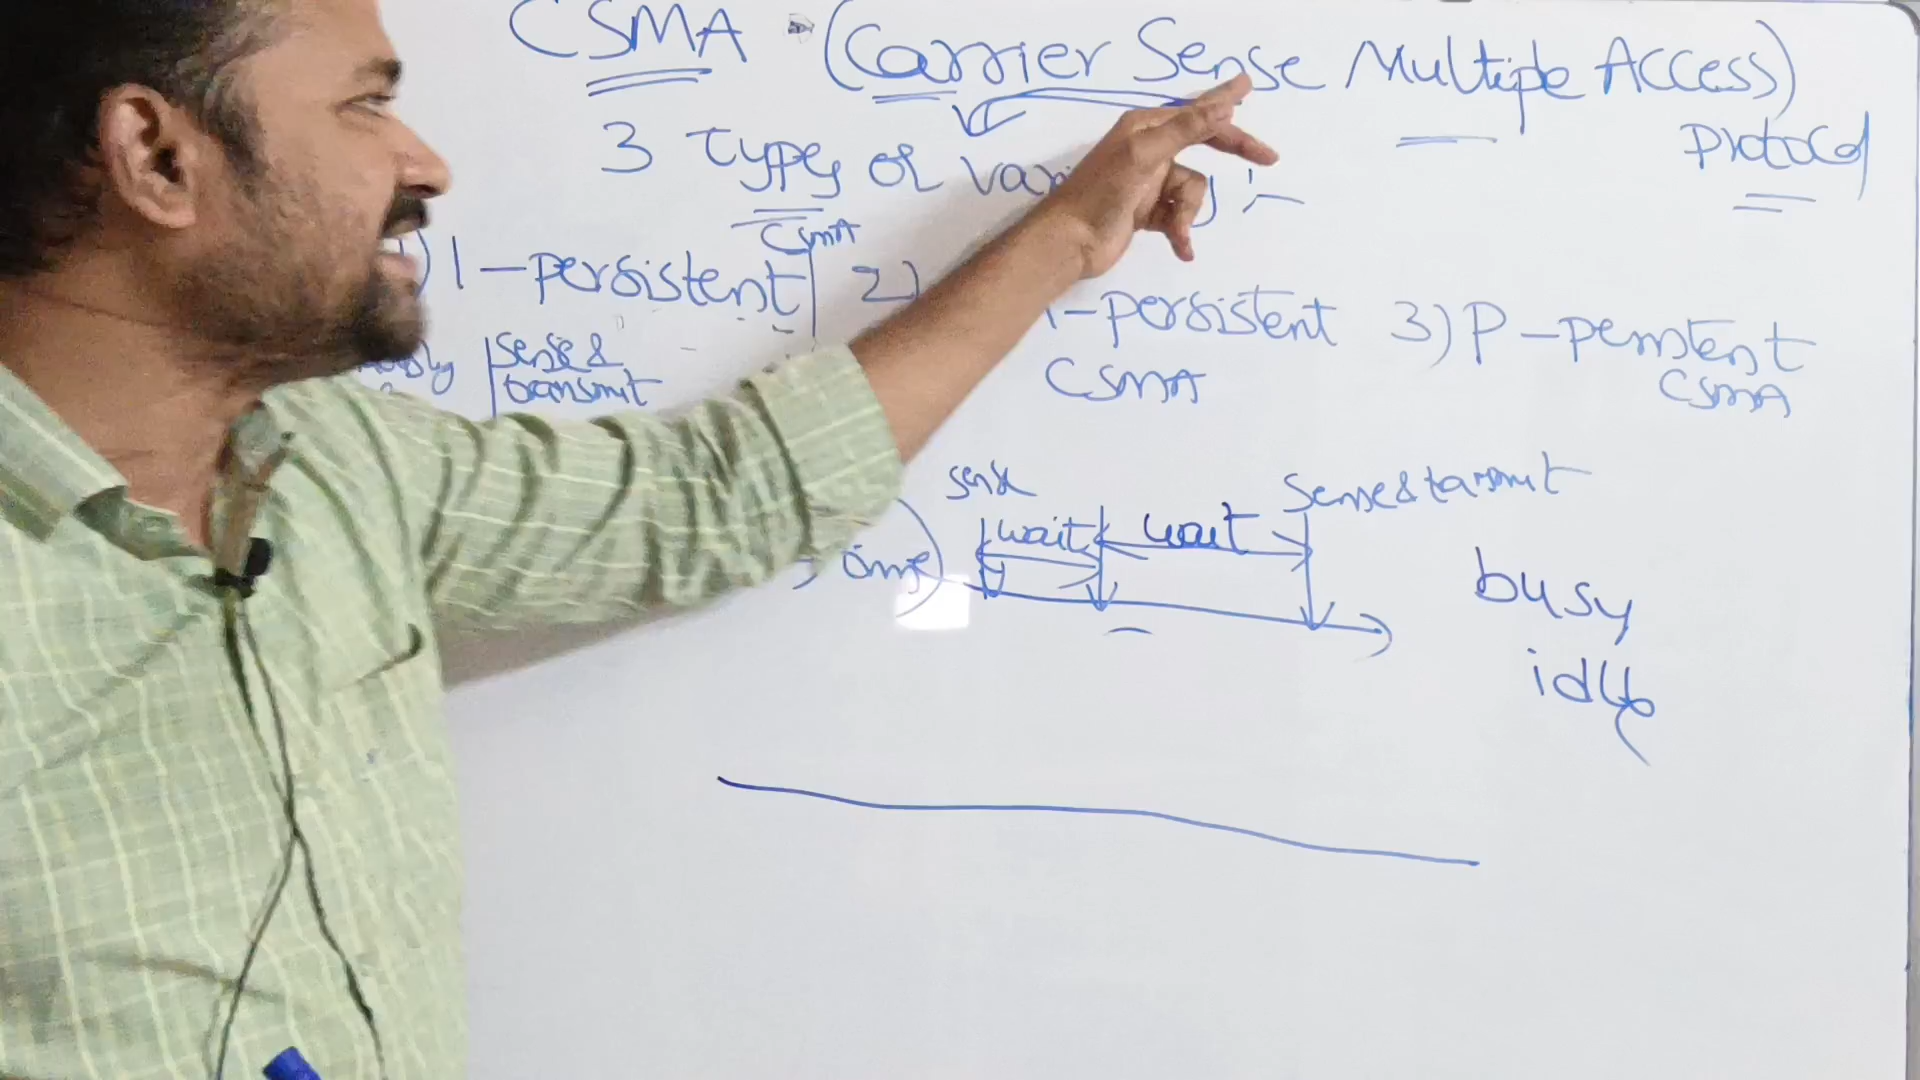 CSMA (Carrier Sense Multiple Access)
Protocol
3 Types of
CSMA
1-persistent 2) -persistent 3) P-persistent
CSMA CSMA
sense &
transmit
sense Sense & transmit
wait wait
busy
idle
time)